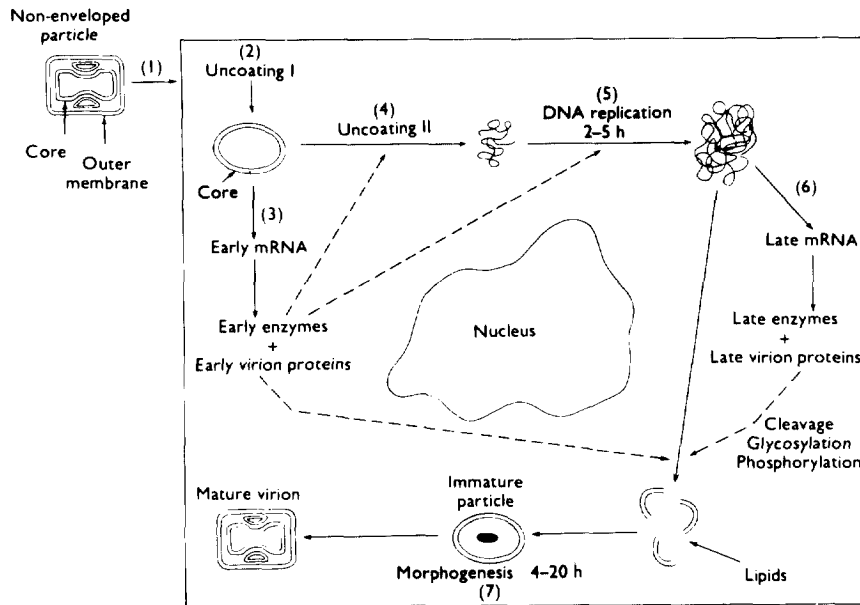 Non-enveloped
particle
(1)
Core
Outer
membrane
(2)
Uncoating I
Core
(4)
Uncoating II
(5)
DNA replication
2–5 h
(3)
Early mRNA
Early enzymes
+
Early virion proteins
Nucleus
(6)
Late mRNA
Late enzymes
+
Late virion proteins
Cleavage
Glycosylation
Phosphorylation
Lipids
Immature
particle
Morphogenesis 4–20 h
(7)
Mature virion